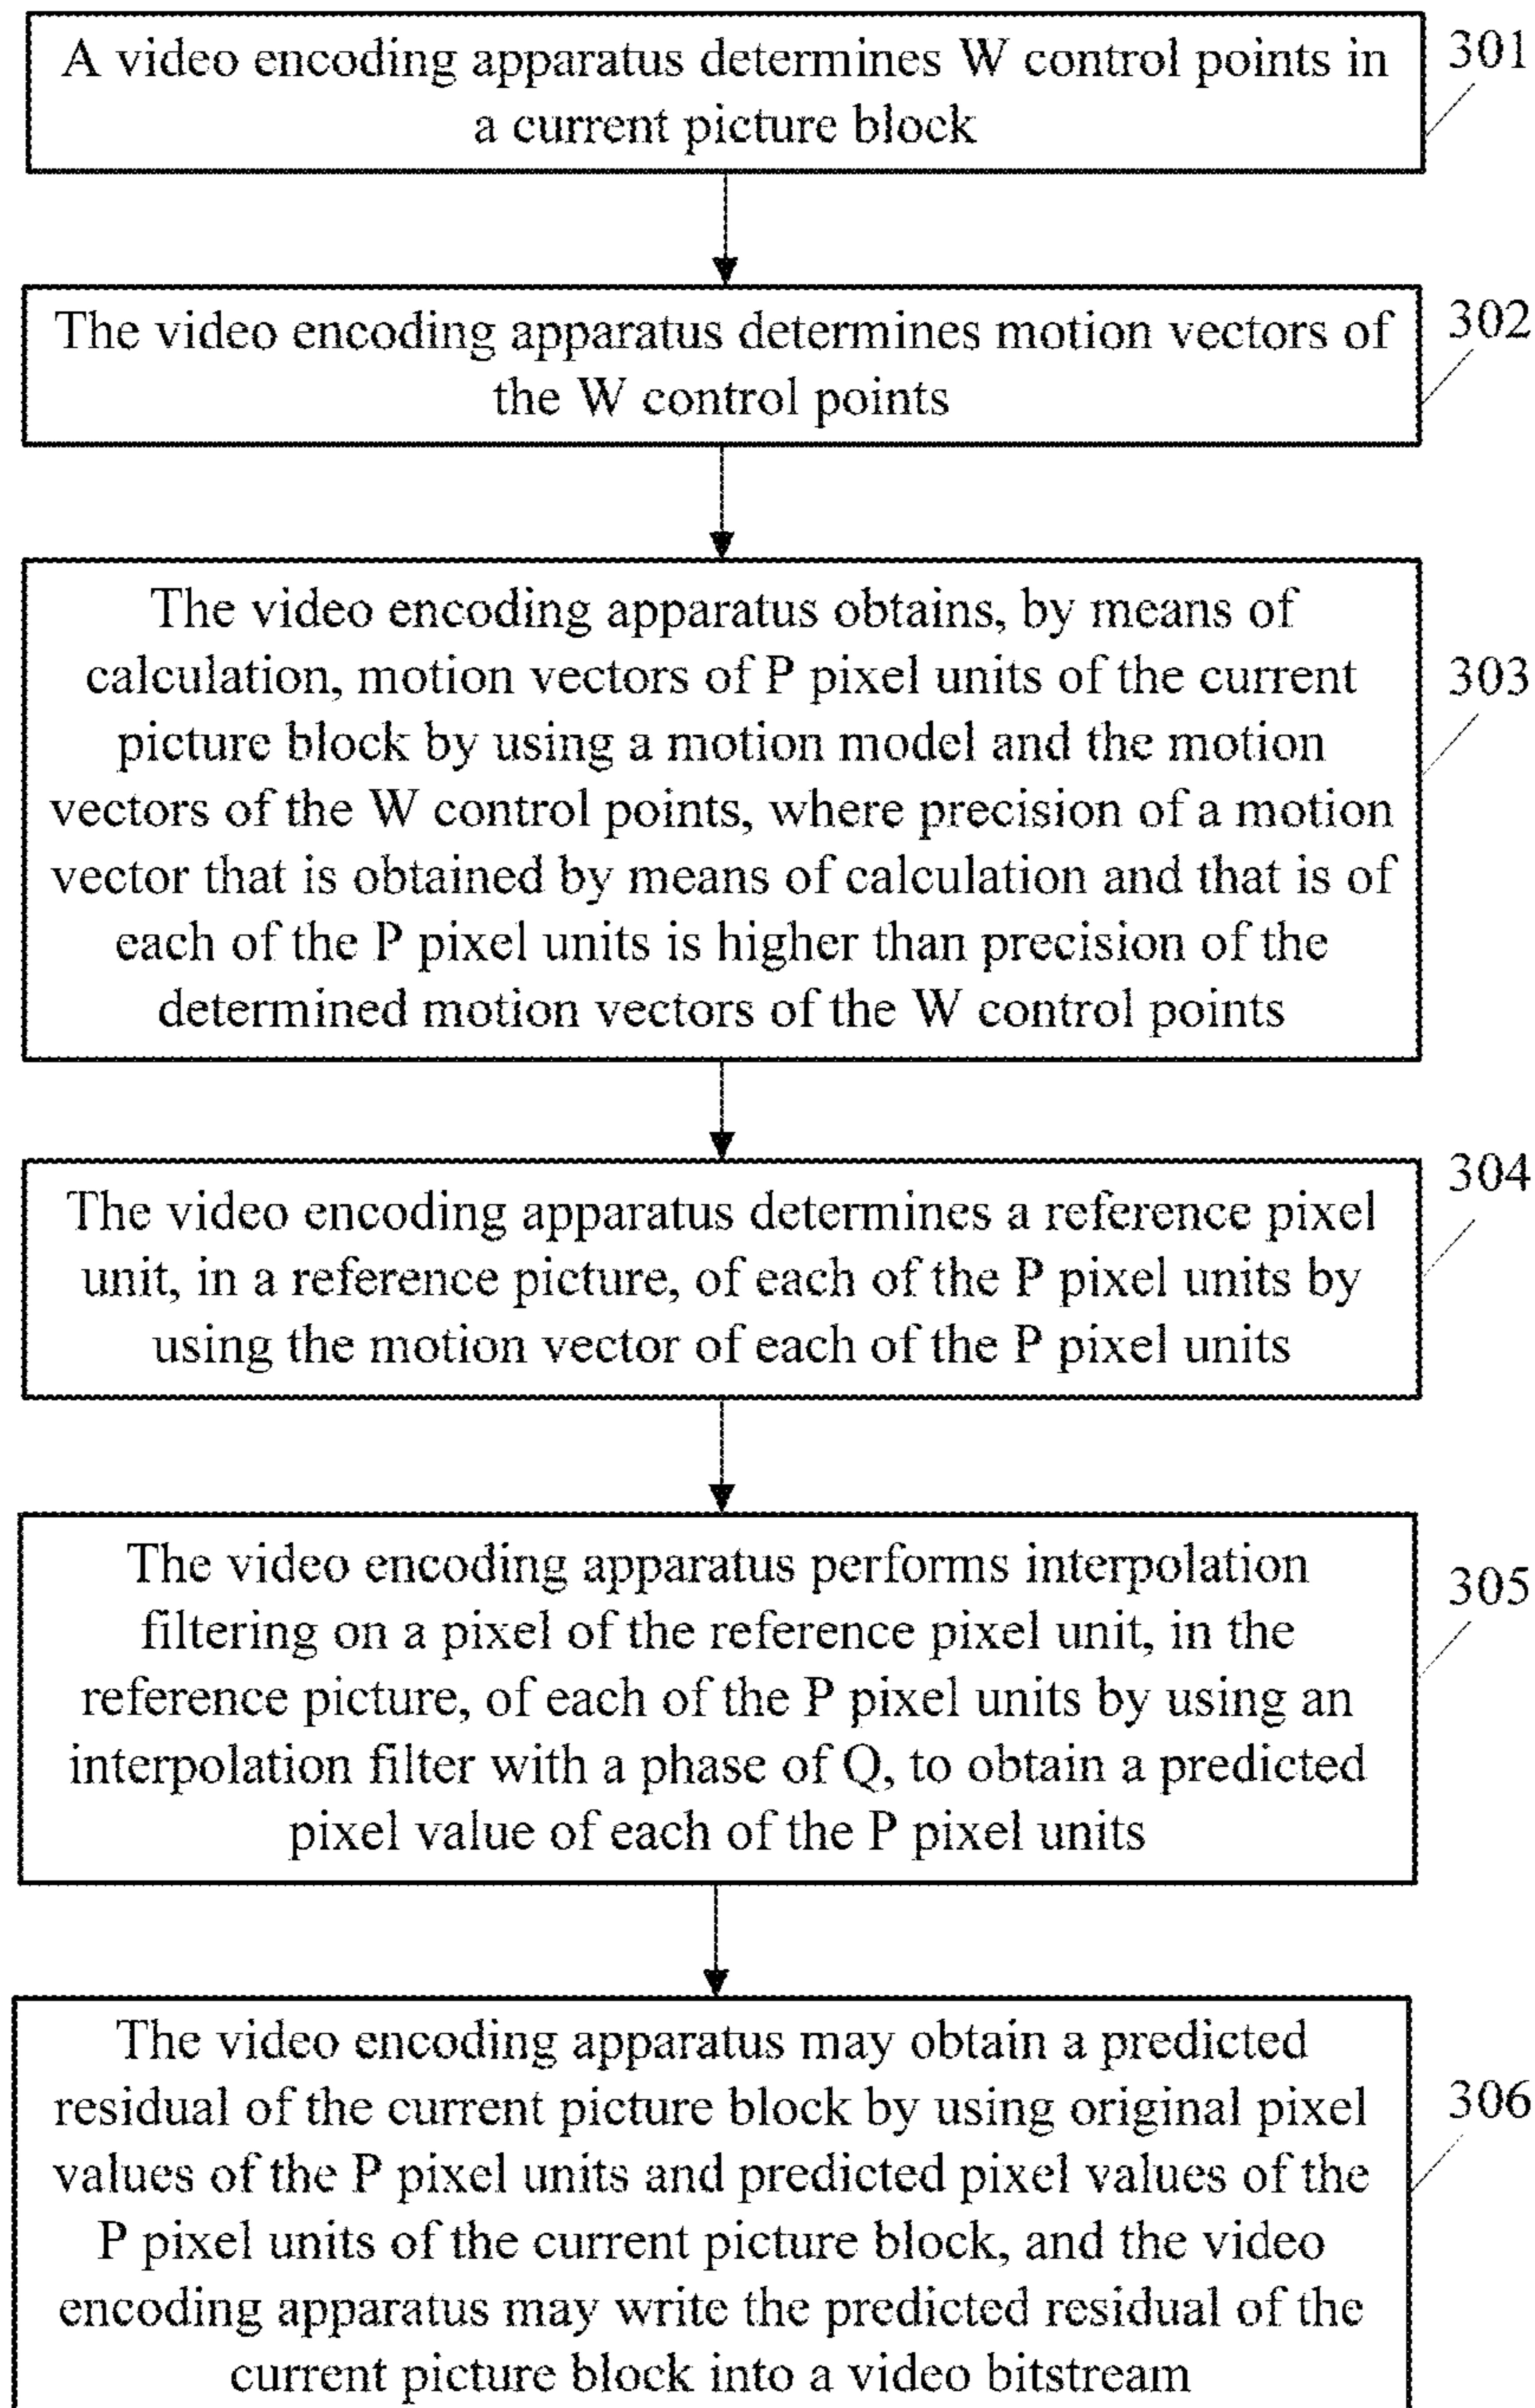 A video encoding apparatus determines W control points in
a current picture block
301
The video encoding apparatus determines motion vectors of
the W control points
302
The video encoding apparatus obtains, by means of
calculation, motion vectors of P pixel units of the current
picture block by using a motion model and the motion
vectors of the W control points, where precision of a motion
vector that is obtained by means of calculation and that is of
each of the P pixel units is higher than precision of the
determined motion vectors of the W control points
303
The video encoding apparatus determines a reference pixel
unit, in a reference picture, of each of the P pixel units by
using the motion vector of each of the P pixel units
304
The video encoding apparatus performs interpolation
filtering on a pixel of the reference pixel unit, in the
reference picture, of each of the P pixel units by using an
interpolation filter with a phase of Q, to obtain a predicted
pixel value of each of the P pixel units
305
The video encoding apparatus may obtain a predicted
residual of the current picture block by using original pixel
values of the P pixel units and predicted pixel values of the
P pixel units of the current picture block, and the video
encoding apparatus may write the predicted residual of the
current picture block into a video bitstream
306